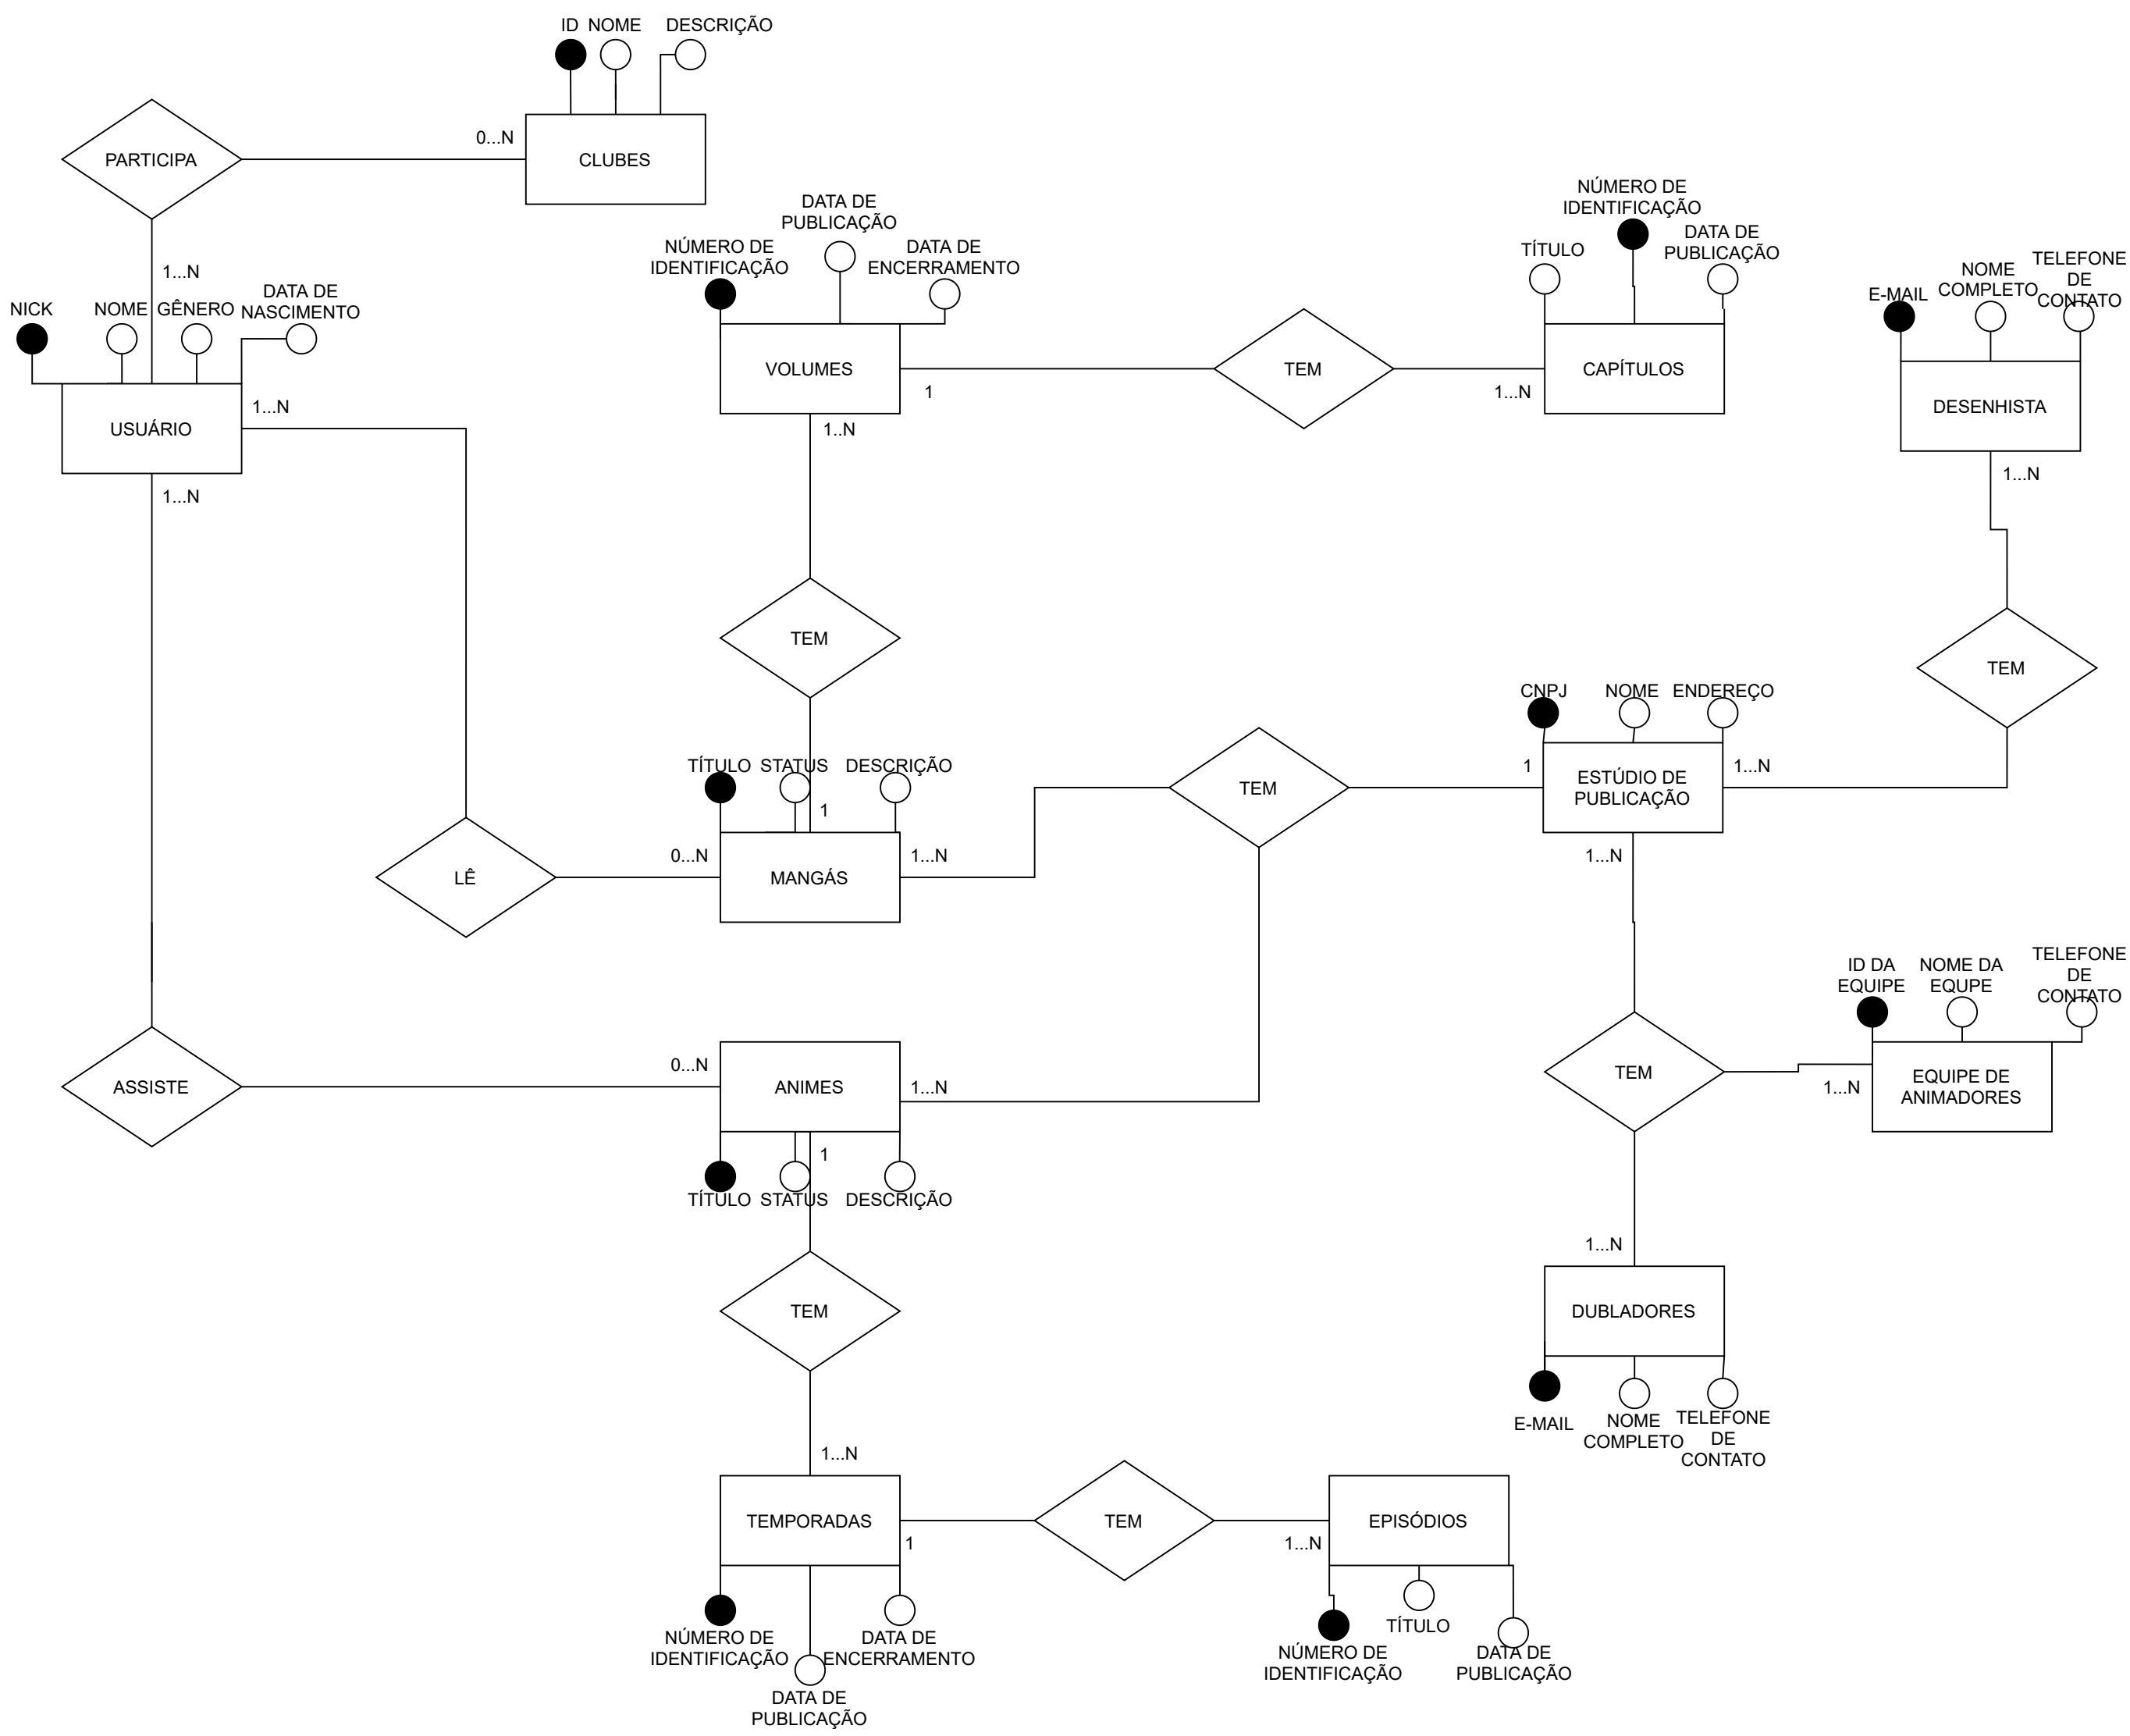 ID
NOME
DESCRIÇÃO
PARTICIPA
0...N
CLUBES
1...N
NICK
NOME
GÊNERO
DATA DE
NASCIMENTO
USUÁRIO
1...N
1...N
NÚMERO DE
IDENTIFICAÇÃO
DATA DE
PUBLICAÇÃO
DATA DE
ENCERRAMENTO
VOLUMES
1
1..N
TEM
1...N
TÍTULO
NÚMERO DE
IDENTIFICAÇÃO
DATA DE
PUBLICAÇÃO
CAPÍTULOS
E-MAIL
NOME
COMPLETO
TELEFONE
DE
CONTATO
DESENHISTA
1...N
TEM
TEM
TÍTULO
STATUS
DESCRIÇÃO
1
LÊ
0...N
MANGÁS
1...N
TEM
CNPJ
NOME
ENDEREÇO
1
ESTÚDIO DE
PUBLICAÇÃO
1...N
1...N
ID DA
EQUIPE
NOME DA
EQUPE
TELEFONE
DE
CONTATO
TEM
1...N
EQUIPE DE
ANIMADORES
ASSISTE
0...N
ANIMES
1...N
1
TÍTULO
STATUS
DESCRIÇÃO
TEM
1...N
DUBLADORES
E-MAIL
NOME
COMPLETO
TELEFONE
DE
CONTATO
1...N
TEMPORADAS
1
TEM
1...N
EPISÓDIOS
NÚMERO DE
IDENTIFICAÇÃO
DATA DE
PUBLICAÇÃO
DATA DE
ENCERRAMENTO
NÚMERO DE
IDENTIFICAÇÃO
TÍTULO
DATA DE
PUBLICAÇÃO